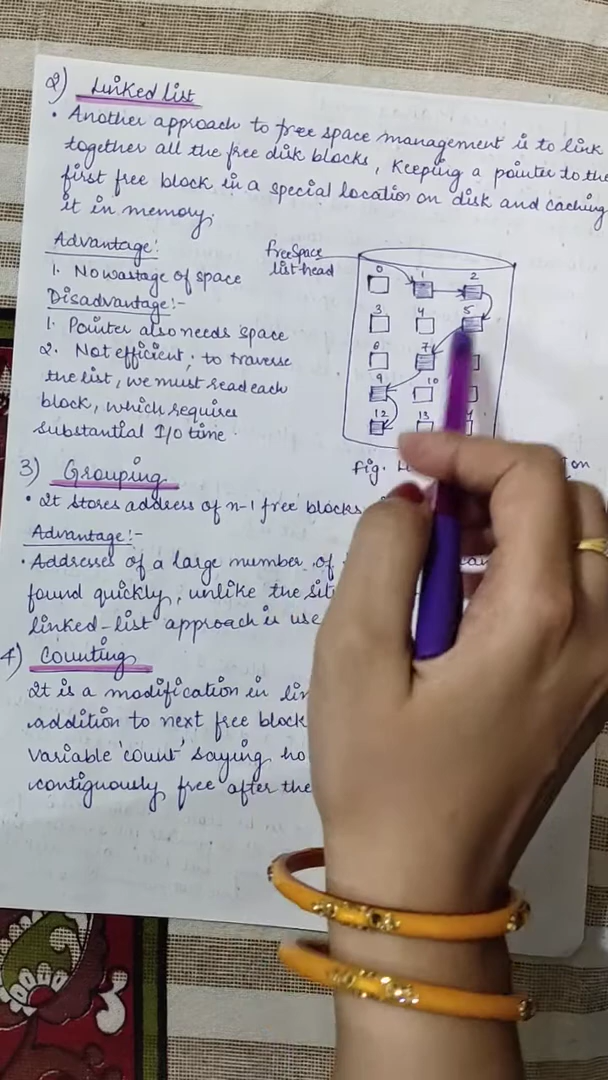 2) Linked list
• Another approach to free space management is to link
together all the free disk blocks, keeping a pointer to the
first free block in a special location on disk and caching
it in memory.
Advantage:
1. No wastage of space
Disadvantage:-
1. Pointer also needs space
2. Not efficient; to traverse
the list, we must read each
block, which requires
substantial I/O time.
free space
list head
0 1 2
3 4 5
6 7
9 10
12 13
fig.
3) Grouping
• It stores address of n-1 free blocks
Advantage:-
• Addresses of a large number of
found quickly, unlike the
linked-list approach is use
4) Counting
It is a modification in
addition to next free block
variable 'count' saying
contiguously free after the